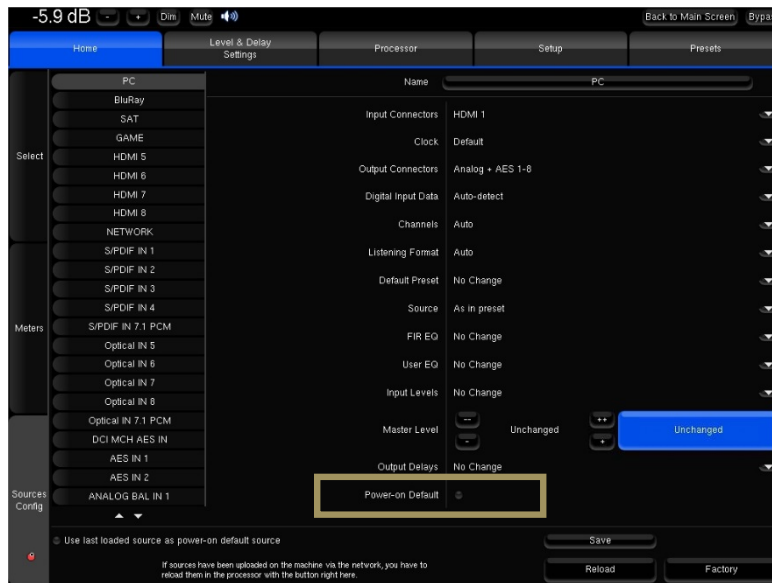 -5.9 dB - + Dim Mute Back to Main Screen
Home Level & Delay Settings Processor Setup Presets
Select
Meters
Sources Config
PC
BluRay
SAT
GAME
HDMI 5
HDMI 6
HDMI 7
HDMI 8
NETWORK
S/PDIF IN 1
S/PDIF IN 2
S/PDIF IN 3
S/PDIF IN 4
S/PDIF IN 7.1 PCM
Optical IN 5
Optical IN 6
Optical IN 7
Optical IN 8
Optical IN 7.1 PCM
DCI MCH AES IN
AES IN 1
AES IN 2
ANALOG BAL IN 1
Name PC
Input Connectors HDMI 1
Clock Default
Output Connectors Analog + AES 1-8
Digital Input Data Auto-detect
Channels Auto
Listening Format Auto
Default Preset No Change
Source As in preset
FIR EQ No Change
User EQ No Change
Input Levels No Change
Master Level -- - Unchanged ++ + Unchanged
Output Delays No Change
Power-on Default
Use last loaded source as power-on default source
Save
If sources have been uploaded on the machine via the network, you have to
reload them in the processor with the button right here.
Reload Factory